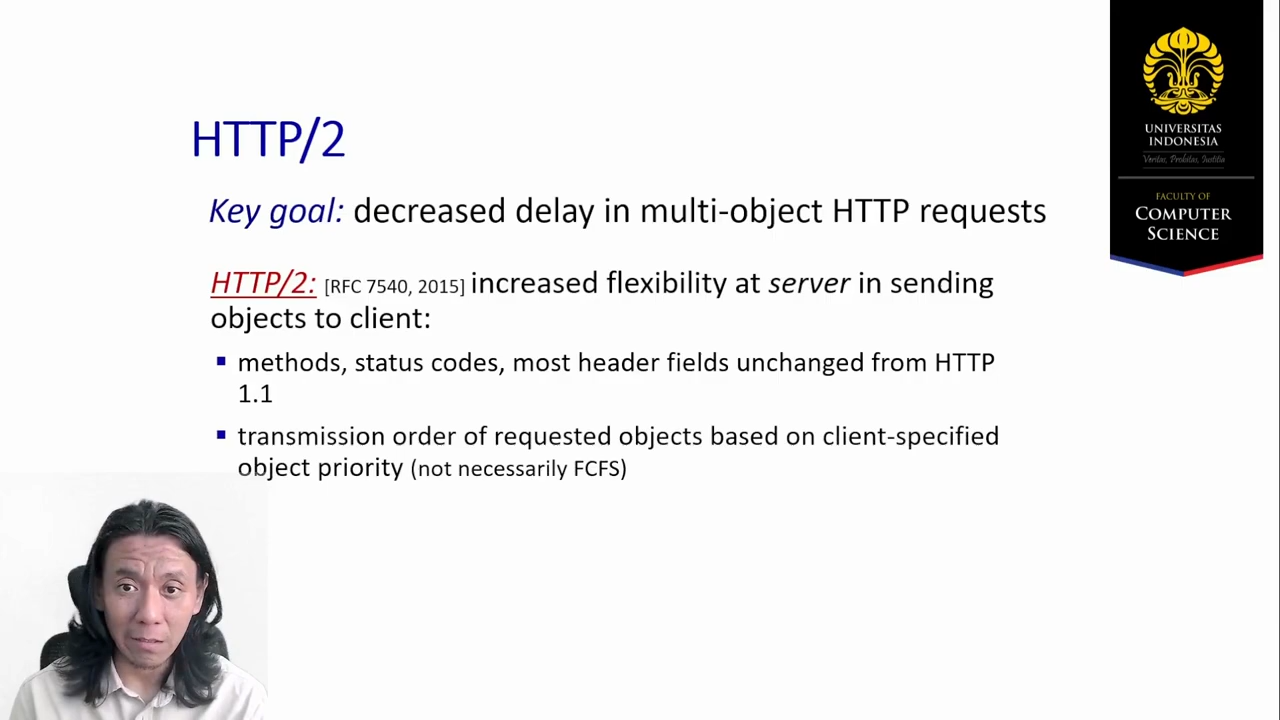 HTTP/2
Key goal: decreased delay in multi-object HTTP requests
HTTP/2: [RFC 7540, 2015] increased flexibility at server in sending
objects to client:
▪ methods, status codes, most header fields unchanged from HTTP
1.1
▪ transmission order of requested objects based on client-specified
object priority (not necessarily FCFS)
UNIVERSITAS
INDONESIA
Veritas, Probitas, Iustitia
FACULTY OF
COMPUTER
SCIENCE